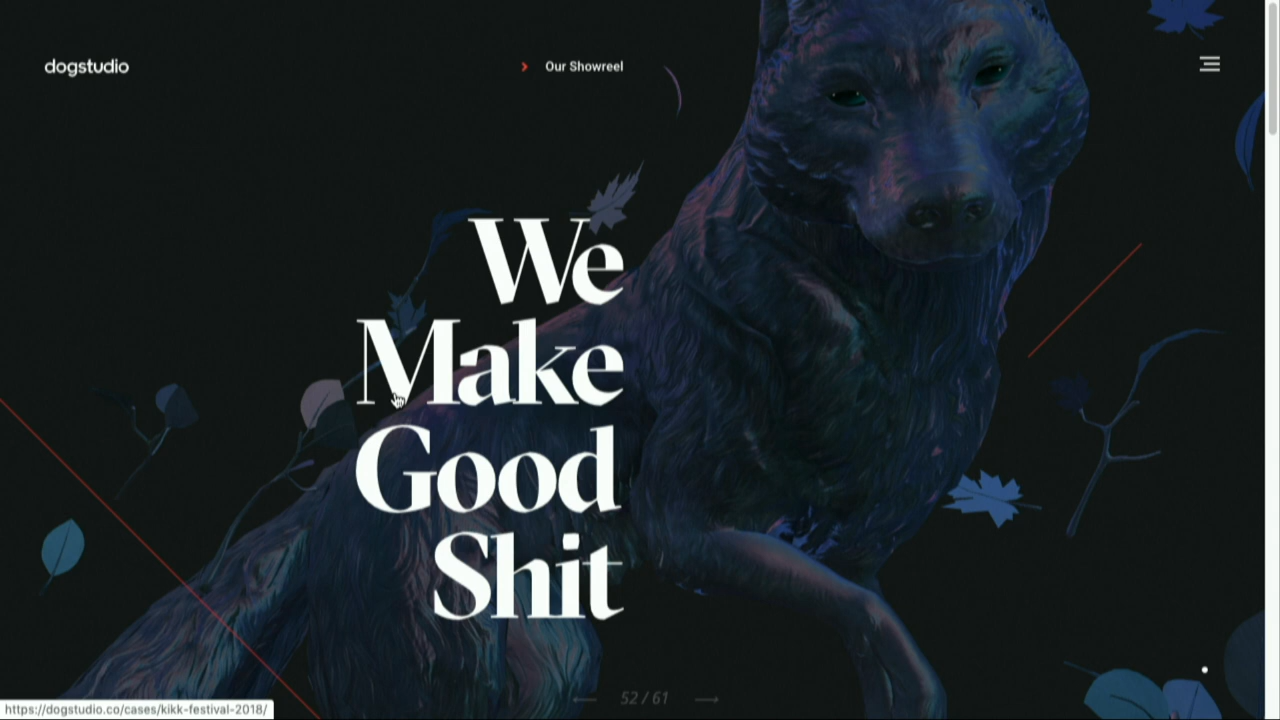 dogstudio
Our Showreel
We
Make
Good
Shit
52 / 61
https://dogstudio.co/cases/kikk-festival-2018/